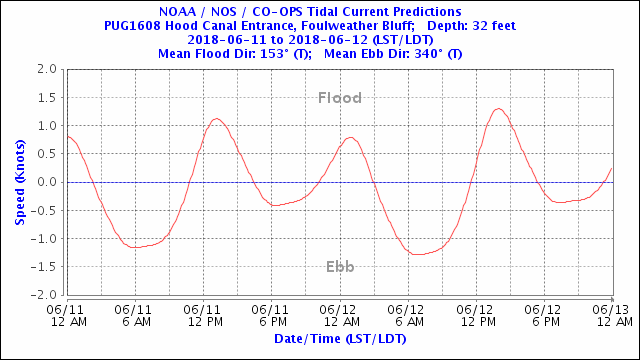 NOAA / NOS / CO-OPS Tidal Current Predictions
PUG1608 Hood Canal Entrance, Foulweather Bluff;   Depth: 32 feet
2018-06-11 to 2018-06-12 (LST/LDT)
Mean Flood Dir: 153° (T);   Mean Ebb Dir: 340° (T)
Speed (Knots)
2.0
1.5
1.0
0.5
0.0
-0.5
-1.0
-1.5
-2.0
Flood
Ebb
06/11 06/11 06/11 06/11 06/12 06/12 06/12 06/12 06/13
12 AM 6 AM 12 PM 6 PM 12 AM 6 AM 12 PM 6 PM 12 AM
Date/Time (LST/LDT)